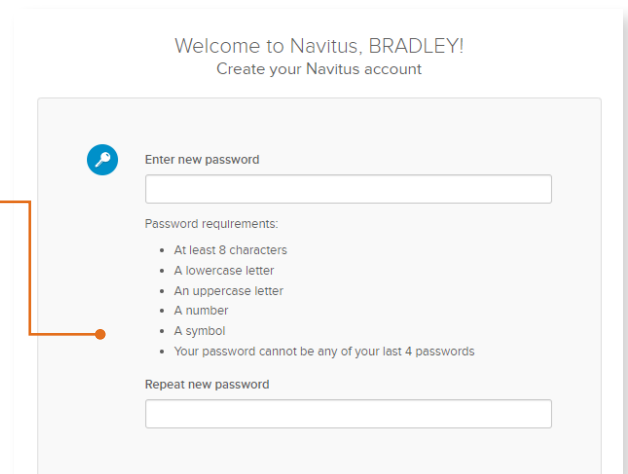 Welcome to Navitus, BRADLEY!
Create your Navitus account
Enter new password
Password requirements:
• At least 8 characters
• A lowercase letter
• An uppercase letter
• A number
• A symbol
• Your password cannot be any of your last 4 passwords
Repeat new password